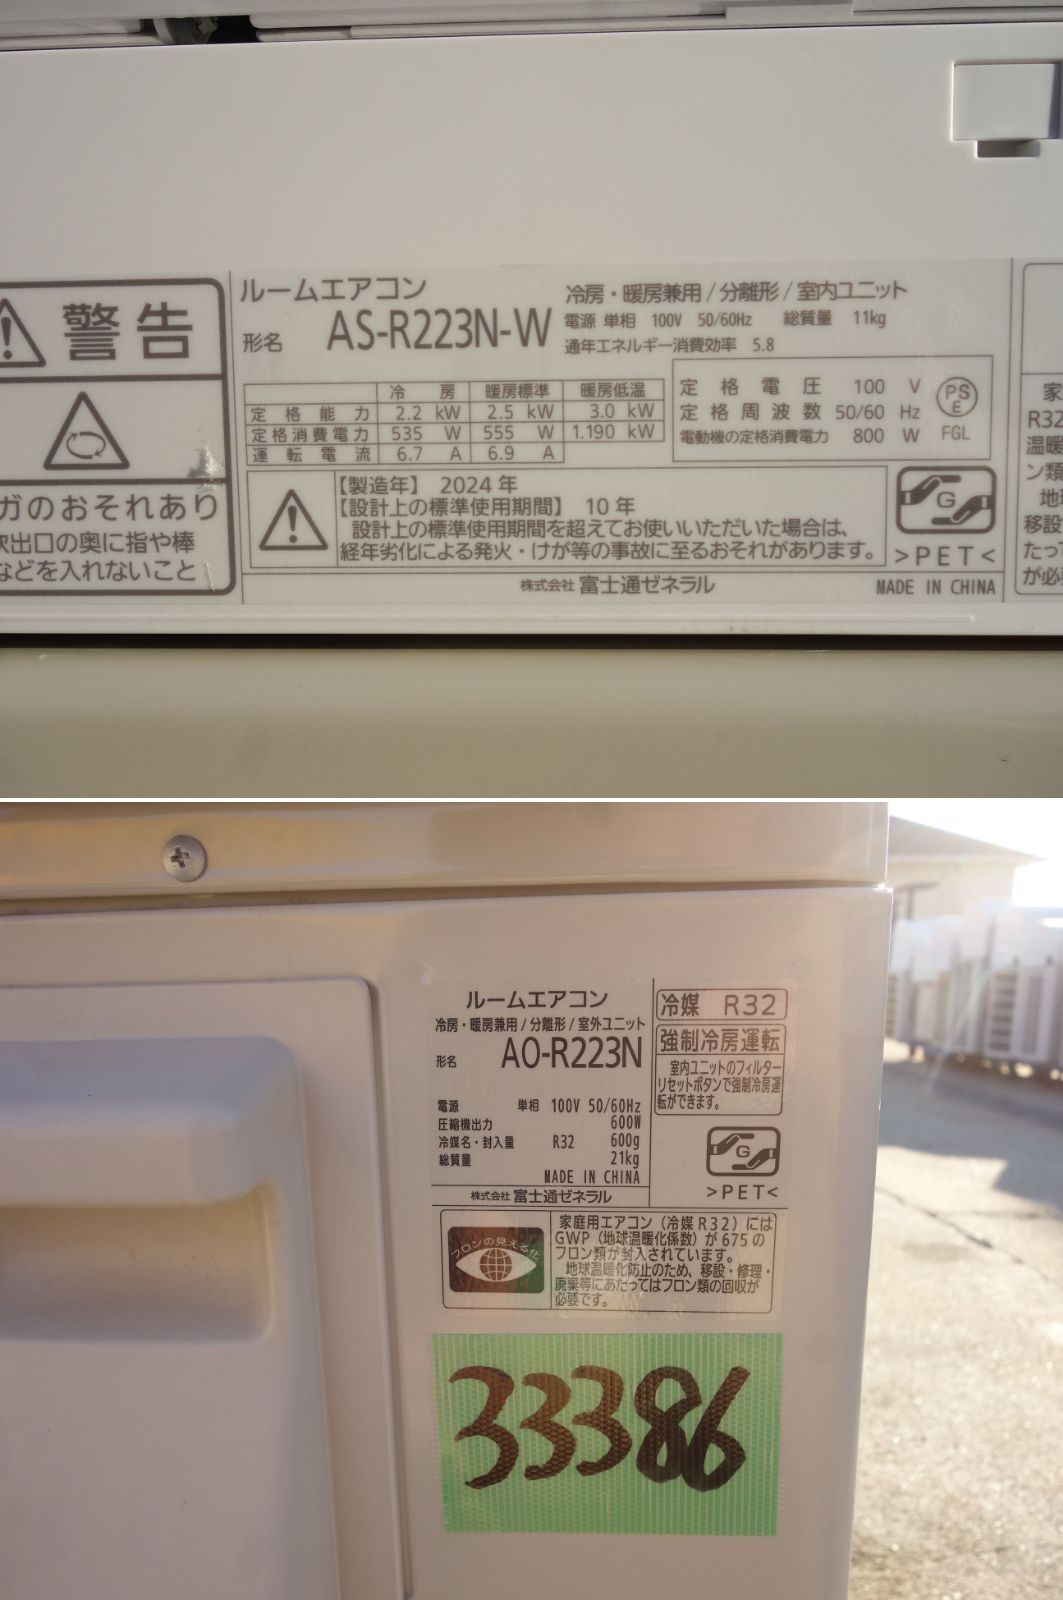 警告
ガのおそれあり
吹出口の奥に指や棒
などを入れないこと
ルームエアコン
形名 AS-R223N-W
冷房・暖房兼用/分離形/室内ユニット
電源 単相 100V 50/60Hz 総質量 11kg
通年エネルギー消費効率 5.8
冷房 暖房標準 暖房低温
定格能力 2.2 kW 2.5 kW 3.0 kW
定格消費電力 535 W 555 W 1.190 kW
運転電流 6.7 A 6.9 A
定格電圧 100 V
定格周波数 50/60 Hz
電動機の定格消費電力 800 W
PS
E
FGL
【製造年】 2024年
【設計上の標準使用期間】 10年
設計上の標準使用期間を超えてお使いいただいた場合は、
経年劣化による発火・けが等の事故に至るおそれがあります。
G
>PET<
株式会社 富士通ゼネラル
MADE IN CHINA
家
R32
温暖
ン類
地
移設
たって
が必
ルームエアコン
冷房・暖房兼用/分離形/室外ユニット
形名 AO-R223N
電源 単相 100V 50/60Hz
圧縮機出力 600W
冷媒名・封入量 R32 600g
総質量 21kg
MADE IN CHINA
株式会社 富士通ゼネラル
冷媒 R32
強制冷房運転
室内ユニットのフィルター
リセットボタンで強制冷房運
転ができます。
G
>PET<
フロンの見える化
家庭用エアコン(冷媒R32)には
GWP(地球温暖化係数)が675の
フロン類が封入されています。
地球温暖化防止のため、移設・修理・
廃棄等にあたってはフロン類の回収が
必要です。
33386